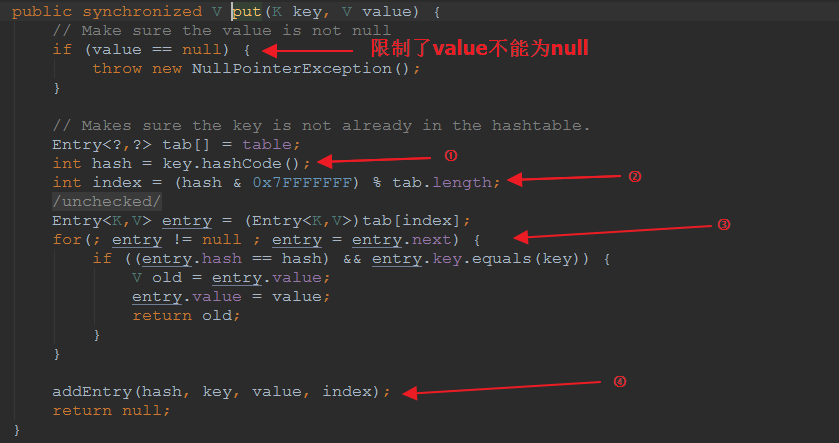 public synchronized V put(K key, V value) {
// Make sure the value is not null
if (value == null) { 限制了value不能为null
throw new NullPointerException();
}
// Makes sure the key is not already in the hashtable.
Entry<?,?> tab[] = table;
int hash = key.hashCode(); ①
int index = (hash & 0x7FFFFFFF) % tab.length; ②
/unchecked/
Entry<K,V> entry = (Entry<K,V>)tab[index];
for(; entry != null ; entry = entry.next) { ③
if ((entry.hash == hash) && entry.key.equals(key)) {
V old = entry.value;
entry.value = value;
return old;
}
}
addEntry(hash, key, value, index); ④
return null;
}